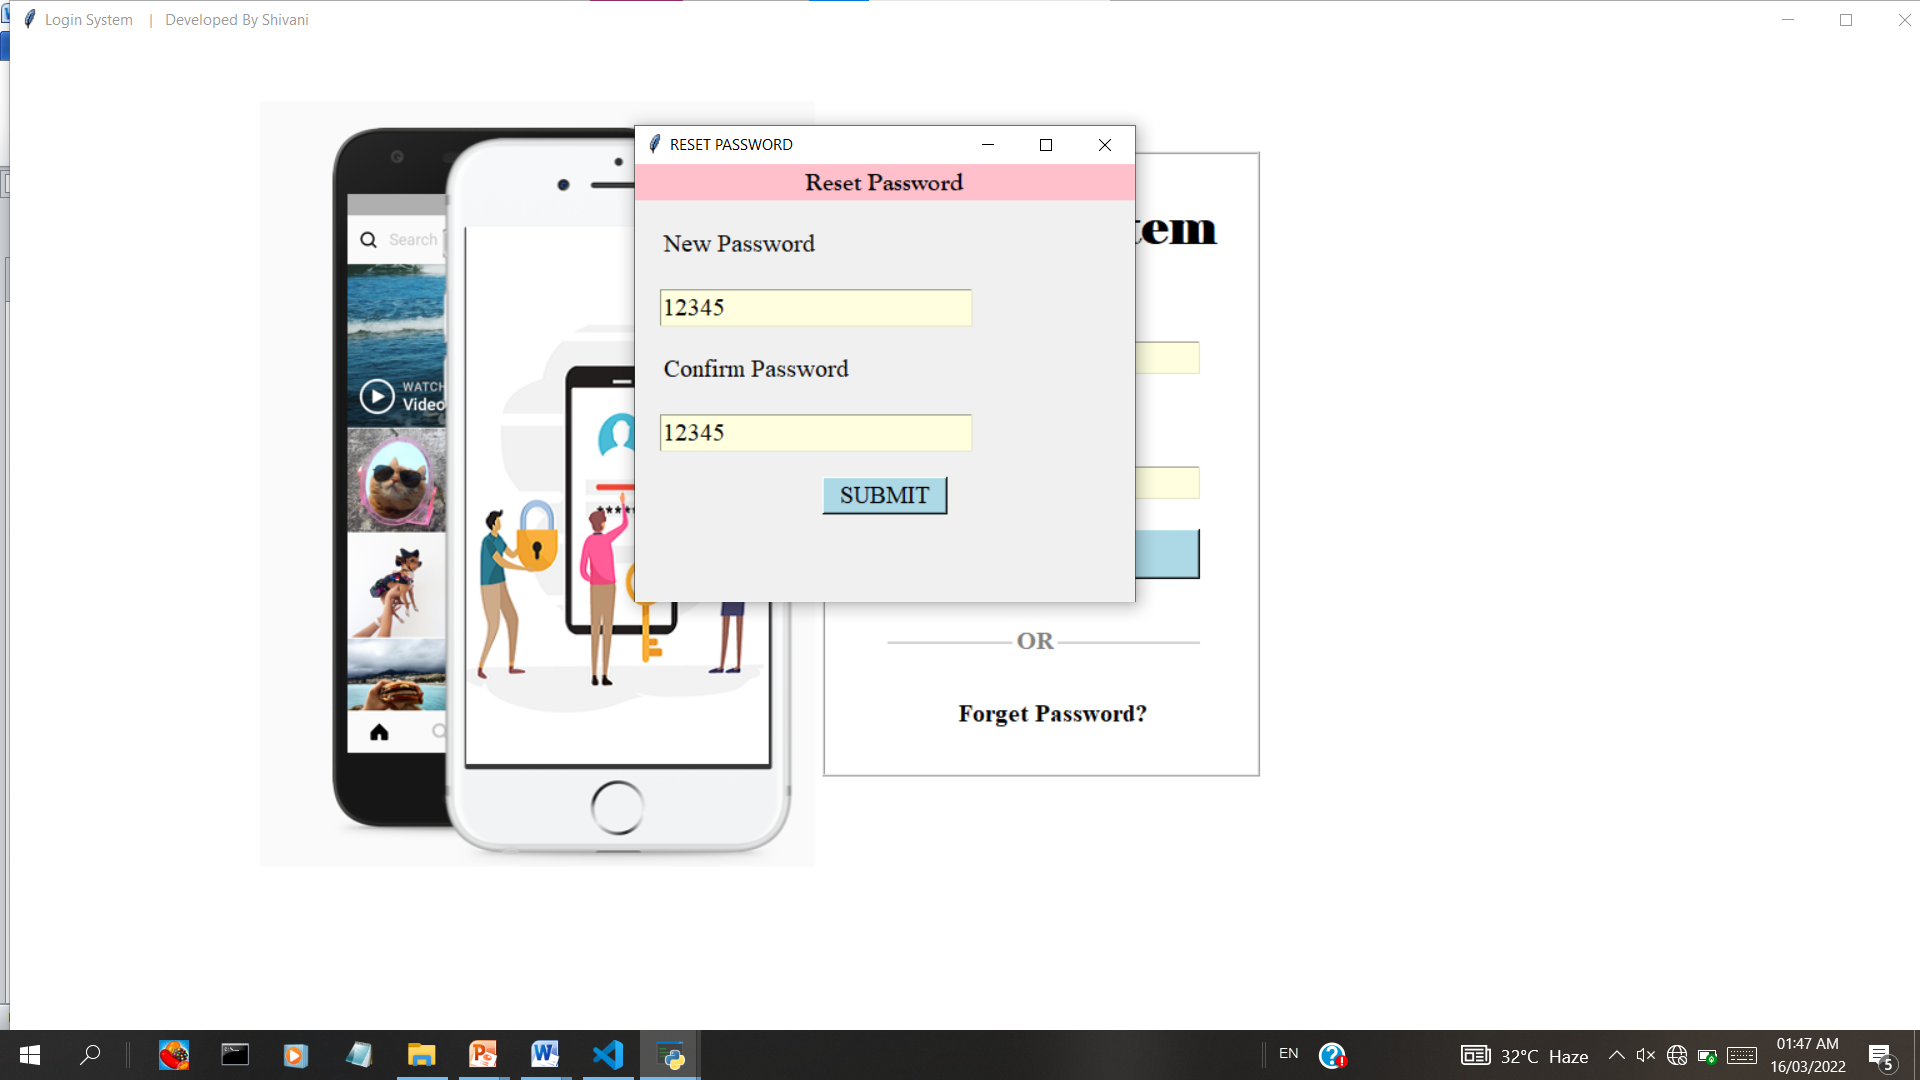 Login System | Developed By Shivani
RESET PASSWORD
Reset Password
tem
Search
New Password
12345
Confirm Password
12345
WATCH
Video
SUBMIT
****
OR
Forget Password?
EN
32°C Haze
01:47 AM
16/03/2022
5